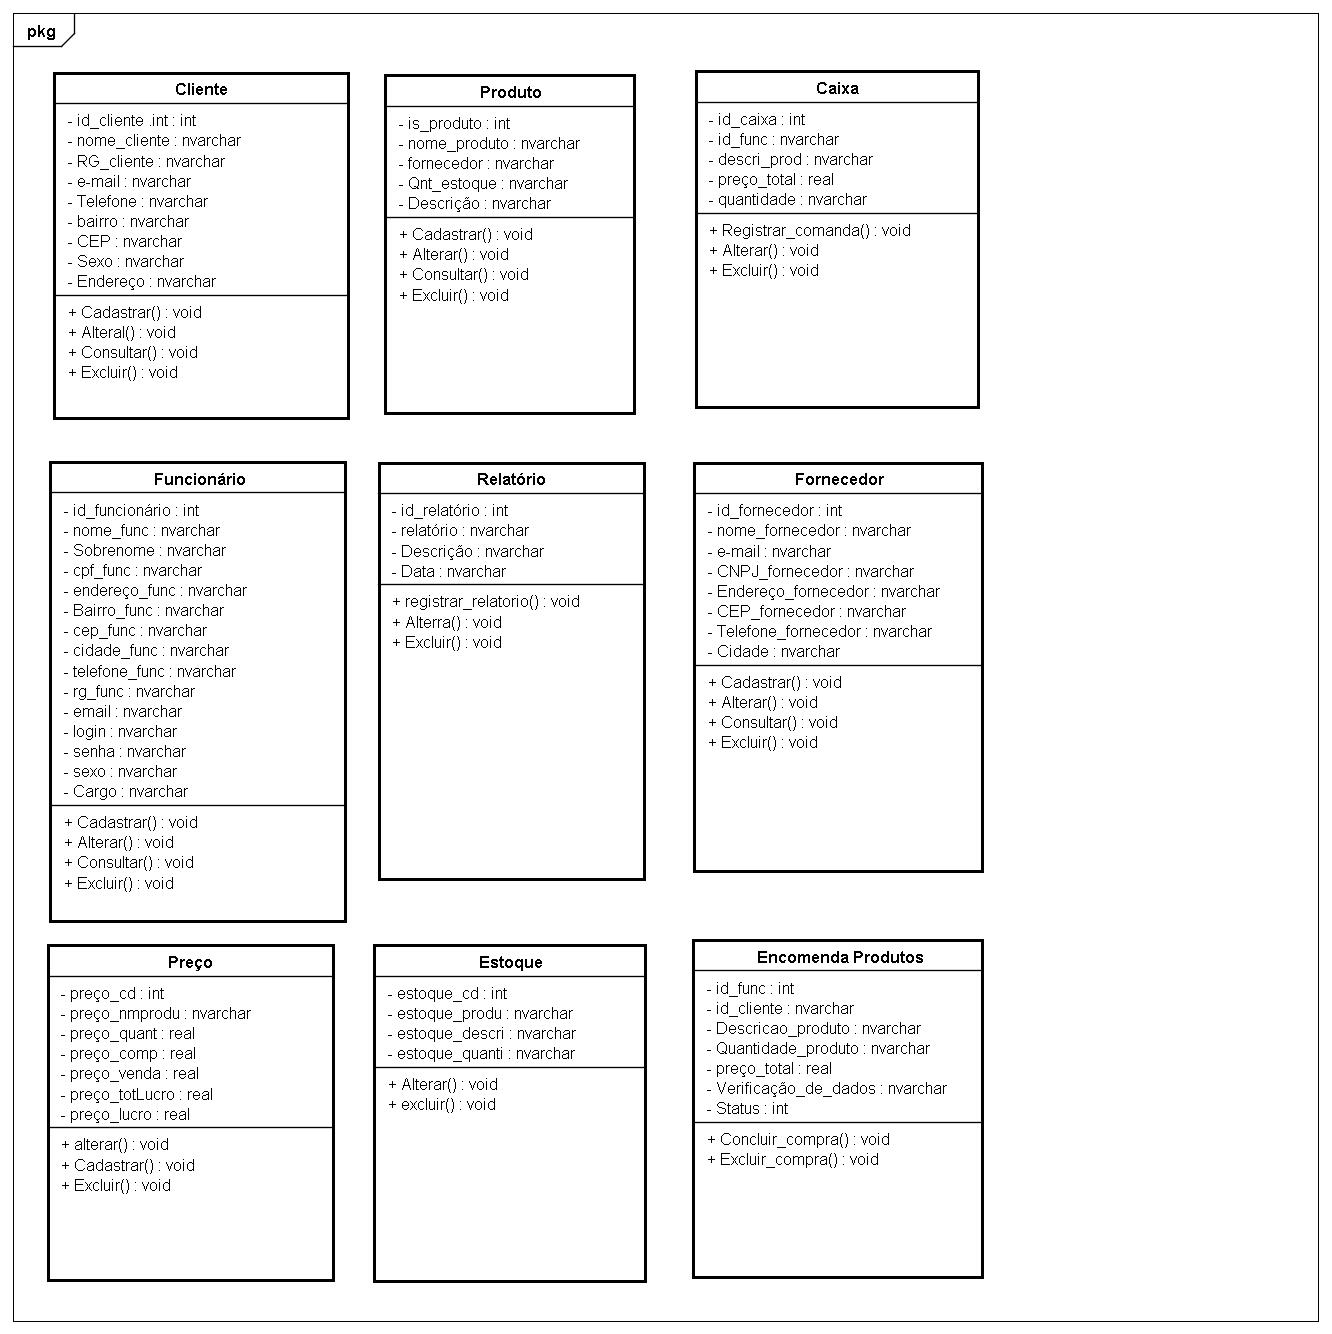 pkg
Cliente
- id_cliente .int : int
- nome_cliente : nvarchar
- RG_cliente : nvarchar
- e-mail : nvarchar
- Telefone : nvarchar
- bairro : nvarchar
- CEP : nvarchar
- Sexo : nvarchar
- Endereço : nvarchar
+ Cadastrar() : void
+ Alteral() : void
+ Consultar() : void
+ Excluir() : void
Produto
- is_produto : int
- nome_produto : nvarchar
- fornecedor : nvarchar
- Qnt_estoque : nvarchar
- Descrição : nvarchar
+ Cadastrar() : void
+ Alterar() : void
+ Consultar() : void
+ Excluir() : void
Caixa
- id_caixa : int
- id_func : nvarchar
- descri_prod : nvarchar
- preço_total : real
- quantidade : nvarchar
+ Registrar_comanda() : void
+ Alterar() : void
+ Excluir() : void
Funcionário
- id_funcionário : int
- nome_func : nvarchar
- Sobrenome : nvarchar
- cpf_func : nvarchar
- endereço_func : nvarchar
- Bairro_func : nvarchar
- cep_func : nvarchar
- cidade_func : nvarchar
- telefone_func : nvarchar
- rg_func : nvarchar
- email : nvarchar
- login : nvarchar
- senha : nvarchar
- sexo : nvarchar
- Cargo : nvarchar
+ Cadastrar() : void
+ Alterar() : void
+ Consultar() : void
+ Excluir() : void
Relatório
- id_relatório : int
- relatório : nvarchar
- Descrição : nvarchar
- Data : nvarchar
+ registrar_relatorio() : void
+ Alterra() : void
+ Excluir() : void
Fornecedor
- id_fornecedor : int
- nome_fornecedor : nvarchar
- e-mail : nvarchar
- CNPJ_fornecedor : nvarchar
- Endereço_fornecedor : nvarchar
- CEP_fornecedor : nvarchar
- Telefone_fornecedor : nvarchar
- Cidade : nvarchar
+ Cadastrar() : void
+ Alterar() : void
+ Consultar() : void
+ Excluir() : void
Preço
- preço_cd : int
- preço_nmprodu : nvarchar
- preço_quant : real
- preço_comp : real
- preço_venda : real
- preço_totLucro : real
- preço_lucro : real
+ alterar() : void
+ Cadastrar() : void
+ Excluir() : void
Estoque
- estoque_cd : int
- estoque_produ : nvarchar
- estoque_descri : nvarchar
- estoque_quanti : nvarchar
+ Alterar() : void
+ excluir() : void
Encomenda Produtos
- id_func : int
- id_cliente : nvarchar
- Descricao_produto : nvarchar
- Quantidade_produto : nvarchar
- preço_total : real
- Verificação_de_dados : nvarchar
- Status : int
+ Concluir_compra() : void
+ Excluir_compra() : void